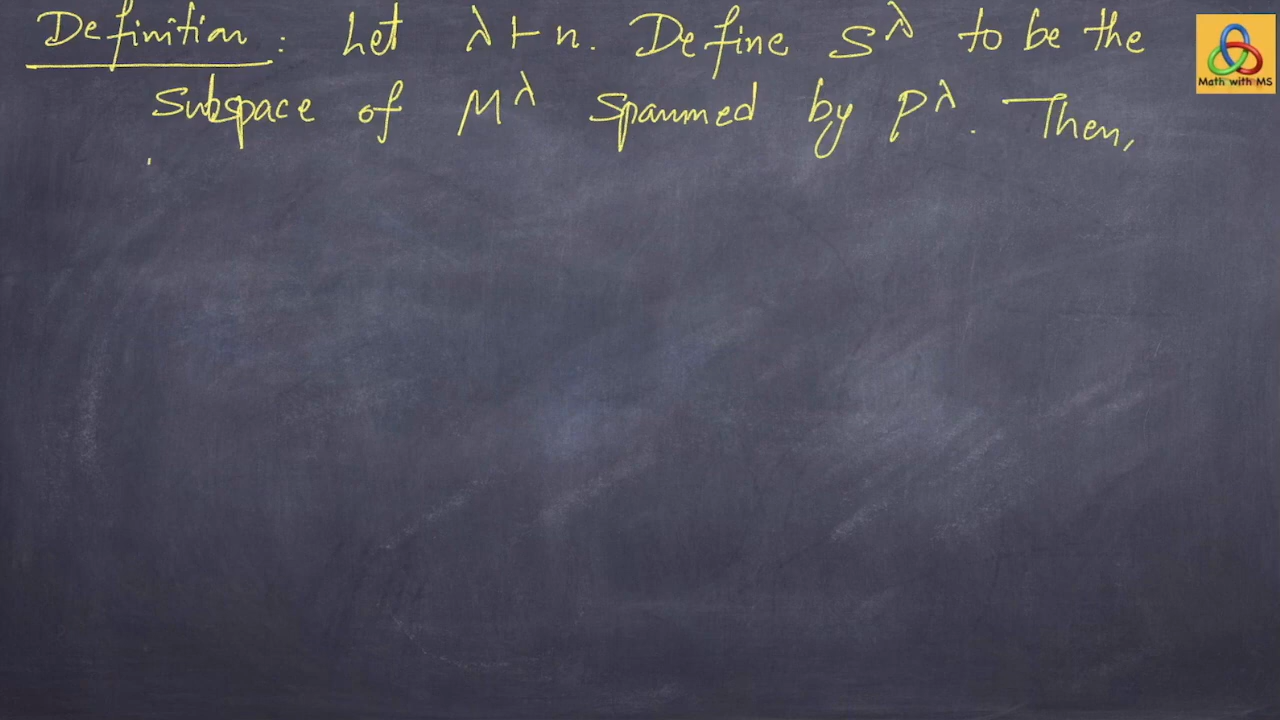 Definition: Let λ ⊢ n. Define S^λ to be the
Subspace of M^λ spanned by P^λ. Then,
Math with MS